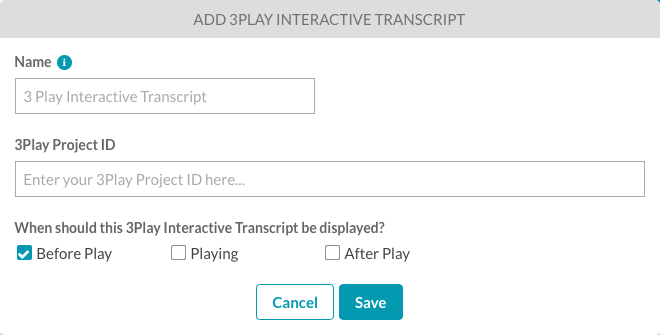 ADD 3PLAY INTERACTIVE TRANSCRIPT
Name i
3 Play Interactive Transcript
3Play Project ID
Enter your 3Play Project ID here...
When should this 3Play Interactive Transcript be displayed?
Before Play Playing After Play
Cancel Save